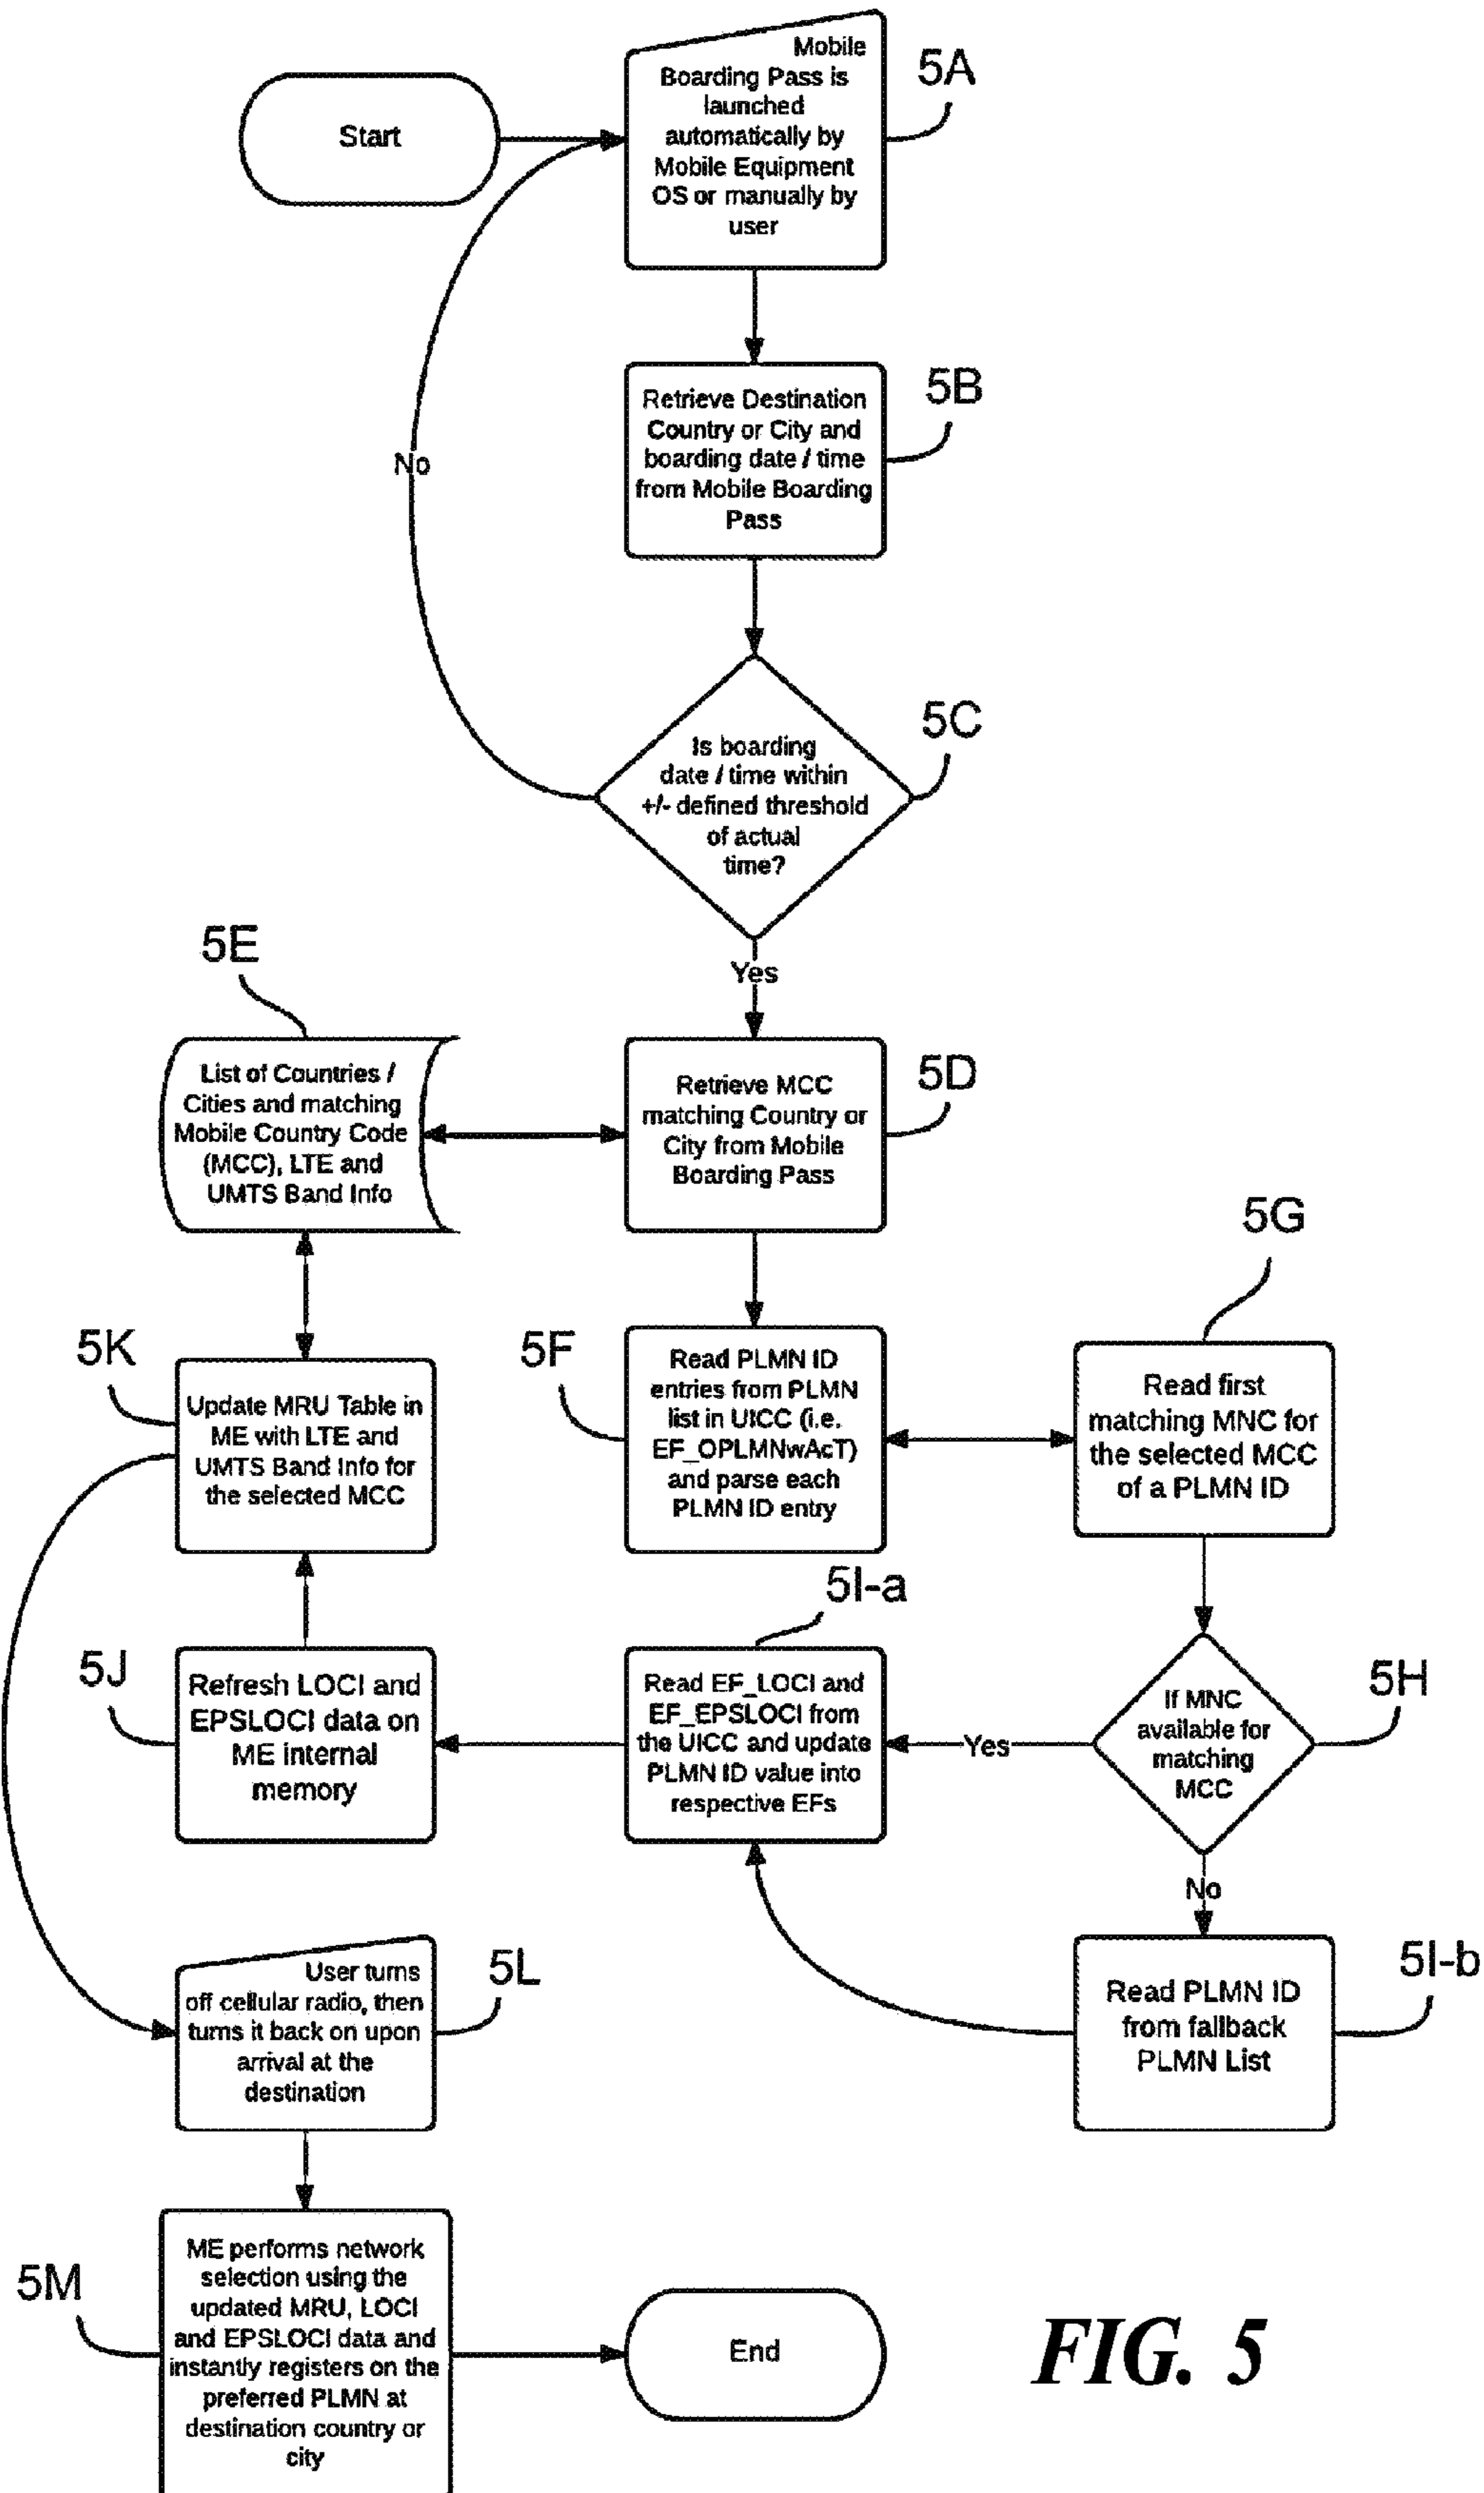 Start
Mobile
Boarding Pass is
launched
automatically by
Mobile Equipment
OS or manually by
user
5A
Retrieve Destination
Country or City and
boarding date / time
from Mobile Boarding
Pass
5B
No
Is boarding
date / time within
+/- defined threshold
of actual
time?
5C
Yes
5E
List of Countries /
Cities and matching
Mobile Country Code
(MCC), LTE and
UMTS Band Info
Retrieve MCC
matching Country or
City from Mobile
Boarding Pass
5D
5K
Update MRU Table in
ME with LTE and
UMTS Band Info for
the selected MCC
5F
Read PLMN ID
entries from PLMN
list in UICC (i.e.
EF_OPLMNwAcT)
and parse each
PLMN ID entry
5G
Read first
matching MNC for
the selected MCC
of a PLMN ID
5J
Refresh LOCI and
EPSLOCI data on
ME internal
memory
5I-a
Read EF_LOCI and
EF_EPSLOCI from
the UICC and update
PLMN ID value into
respective EFs
Yes
If MNC
available for
matching
MCC
5H
No
User turns
off cellular radio, then
turns it back on upon
arrival at the
destination
5L
Read PLMN ID
from fallback
PLMN List
5I-b
5M
ME performs network
selection using the
updated MRU, LOCI
and EPSLOCI data and
instantly registers on the
preferred PLMN at
destination country or
city
End
FIG. 5